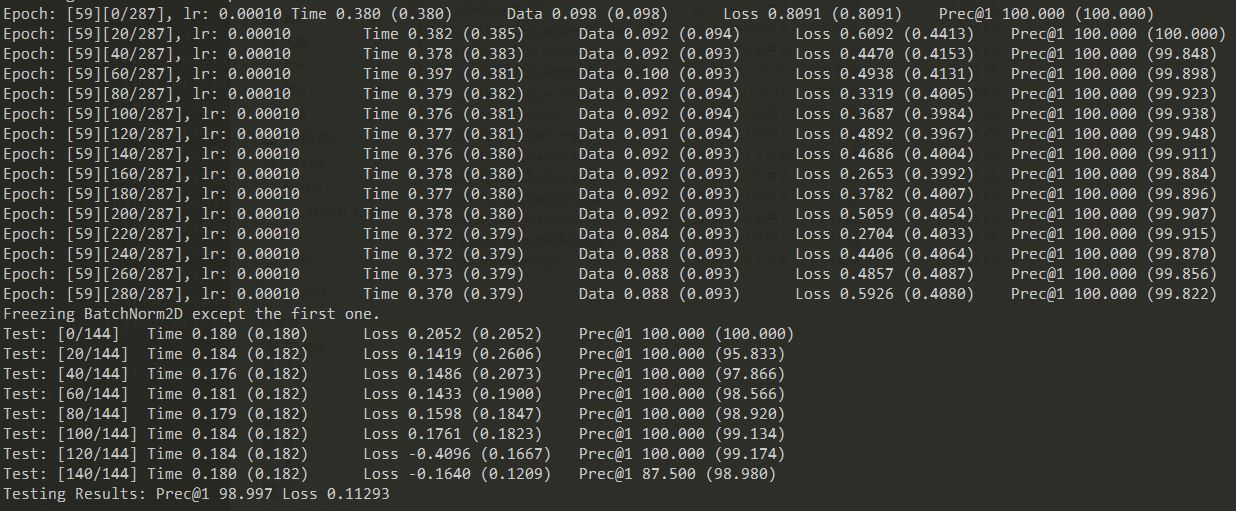 Epoch: [59][0/287], lr: 0.00010 Time 0.380 (0.380) Data 0.098 (0.098) Loss 0.8091 (0.8091) Prec@1 100.000 (100.000)
Epoch: [59][20/287], lr: 0.00010 Time 0.382 (0.385) Data 0.092 (0.094) Loss 0.6092 (0.4413) Prec@1 100.000 (100.000)
Epoch: [59][40/287], lr: 0.00010 Time 0.378 (0.383) Data 0.092 (0.093) Loss 0.4470 (0.4153) Prec@1 100.000 (99.848)
Epoch: [59][60/287], lr: 0.00010 Time 0.397 (0.381) Data 0.100 (0.093) Loss 0.4938 (0.4131) Prec@1 100.000 (99.898)
Epoch: [59][80/287], lr: 0.00010 Time 0.379 (0.382) Data 0.092 (0.094) Loss 0.3319 (0.4005) Prec@1 100.000 (99.923)
Epoch: [59][100/287], lr: 0.00010 Time 0.376 (0.381) Data 0.092 (0.094) Loss 0.3687 (0.3984) Prec@1 100.000 (99.938)
Epoch: [59][120/287], lr: 0.00010 Time 0.377 (0.381) Data 0.091 (0.094) Loss 0.4892 (0.3967) Prec@1 100.000 (99.948)
Epoch: [59][140/287], lr: 0.00010 Time 0.376 (0.380) Data 0.092 (0.093) Loss 0.4686 (0.4004) Prec@1 100.000 (99.911)
Epoch: [59][160/287], lr: 0.00010 Time 0.378 (0.380) Data 0.092 (0.093) Loss 0.2653 (0.3992) Prec@1 100.000 (99.884)
Epoch: [59][180/287], lr: 0.00010 Time 0.377 (0.380) Data 0.092 (0.093) Loss 0.3782 (0.4007) Prec@1 100.000 (99.896)
Epoch: [59][200/287], lr: 0.00010 Time 0.378 (0.380) Data 0.092 (0.093) Loss 0.5059 (0.4054) Prec@1 100.000 (99.907)
Epoch: [59][220/287], lr: 0.00010 Time 0.372 (0.379) Data 0.084 (0.093) Loss 0.2704 (0.4033) Prec@1 100.000 (99.915)
Epoch: [59][240/287], lr: 0.00010 Time 0.372 (0.379) Data 0.088 (0.093) Loss 0.4406 (0.4064) Prec@1 100.000 (99.870)
Epoch: [59][260/287], lr: 0.00010 Time 0.373 (0.379) Data 0.088 (0.093) Loss 0.4857 (0.4087) Prec@1 100.000 (99.856)
Epoch: [59][280/287], lr: 0.00010 Time 0.370 (0.379) Data 0.088 (0.093) Loss 0.5926 (0.4080) Prec@1 100.000 (99.822)
Freezing BatchNorm2D except the first one.
Test: [0/144] Time 0.180 (0.180) Loss 0.2052 (0.2052) Prec@1 100.000 (100.000)
Test: [20/144] Time 0.184 (0.182) Loss 0.1419 (0.2606) Prec@1 100.000 (95.833)
Test: [40/144] Time 0.176 (0.182) Loss 0.1486 (0.2073) Prec@1 100.000 (97.866)
Test: [60/144] Time 0.181 (0.182) Loss 0.1433 (0.1900) Prec@1 100.000 (98.566)
Test: [80/144] Time 0.179 (0.182) Loss 0.1598 (0.1847) Prec@1 100.000 (98.920)
Test: [100/144] Time 0.184 (0.182) Loss 0.1761 (0.1823) Prec@1 100.000 (99.134)
Test: [120/144] Time 0.184 (0.182) Loss -0.4096 (0.1667) Prec@1 100.000 (99.174)
Test: [140/144] Time 0.180 (0.182) Loss -0.1640 (0.1209) Prec@1 87.500 (98.980)
Testing Results: Prec@1 98.997 Loss 0.11293